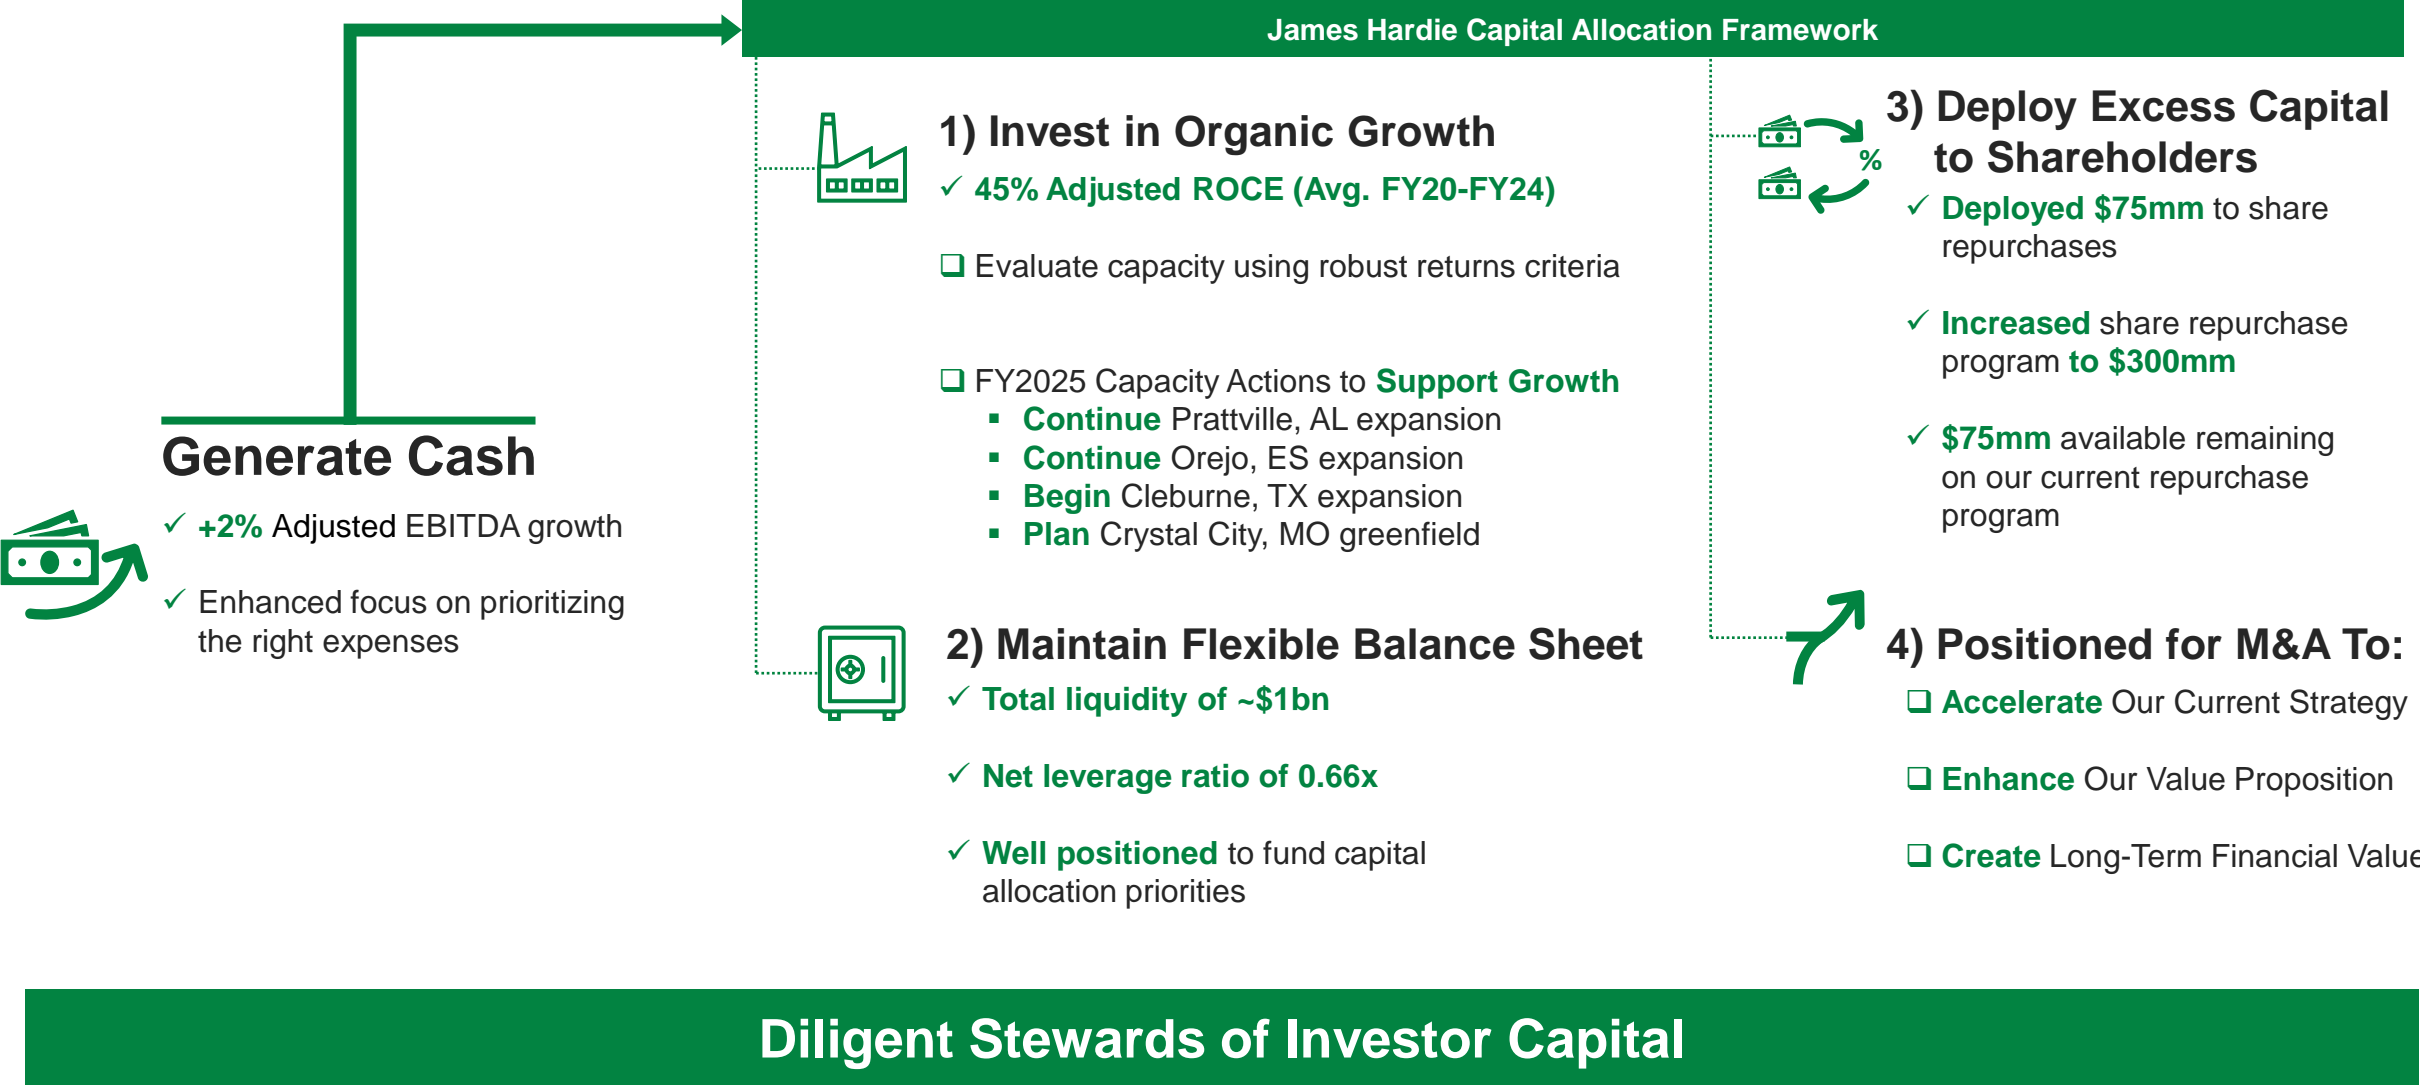 James Hardie Capital Allocation Framework
Generate Cash
✓ +2% Adjusted EBITDA growth
✓ Enhanced focus on prioritizing
the right expenses
1) Invest in Organic Growth
✓ 45% Adjusted ROCE (Avg. FY20-FY24)
❑ Evaluate capacity using robust returns criteria
❑ FY2025 Capacity Actions to Support Growth
▪ Continue Prattville, AL expansion
▪ Continue Orejo, ES expansion
▪ Begin Cleburne, TX expansion
▪ Plan Crystal City, MO greenfield
2) Maintain Flexible Balance Sheet
✓ Total liquidity of ~$1bn
✓ Net leverage ratio of 0.66x
✓ Well positioned to fund capital
allocation priorities
%
3) Deploy Excess Capital
to Shareholders
✓ Deployed $75mm to share
repurchases
✓ Increased share repurchase
program to $300mm
✓ $75mm available remaining
on our current repurchase
program
4) Positioned for M&A To:
❑ Accelerate Our Current Strategy
❑ Enhance Our Value Proposition
❑ Create Long-Term Financial Value
Diligent Stewards of Investor Capital